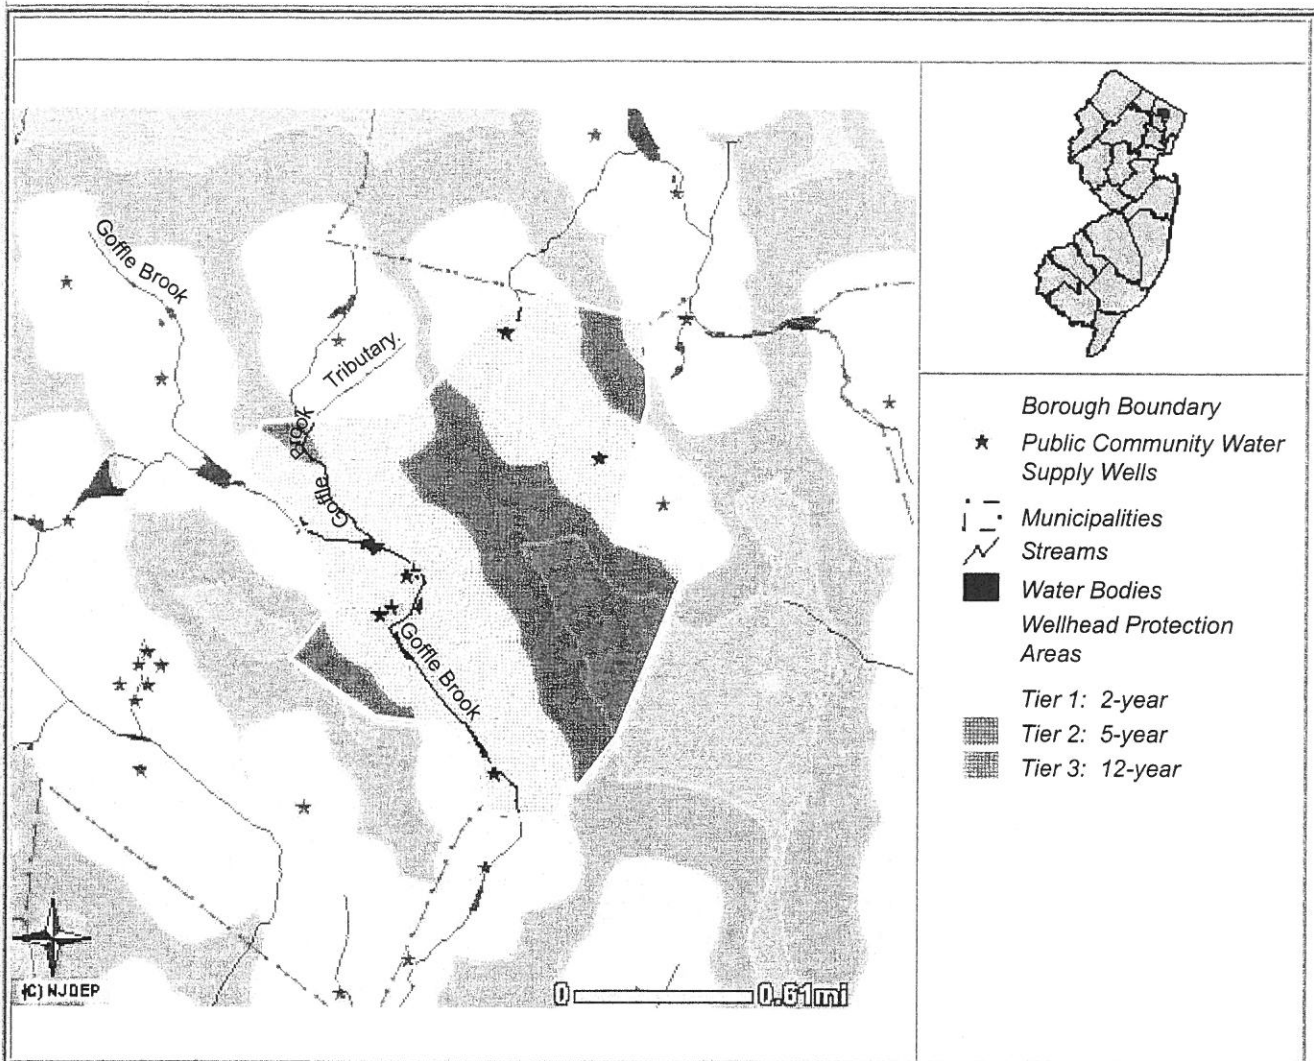 Goffle Brook
Tributary.
Goffle Brook
Goffle Brook
(C) NJDEP
0 0.61mi
Borough Boundary
Public Community Water
Supply Wells
Municipalities
Streams
Water Bodies
Wellhead Protection
Areas
Tier 1: 2-year
Tier 2: 5-year
Tier 3: 12-year